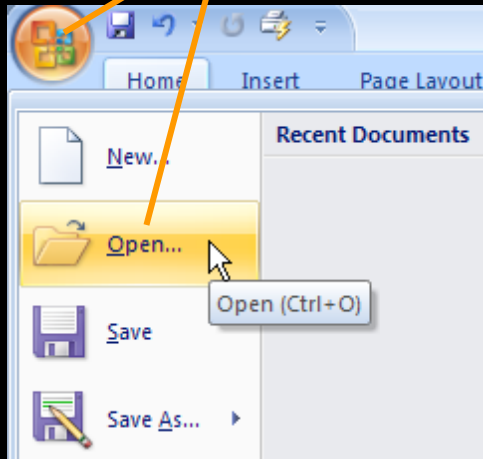 Home Insert Page Layout
New... Recent Documents
Open...
Open (Ctrl+O)
Save
Save As...